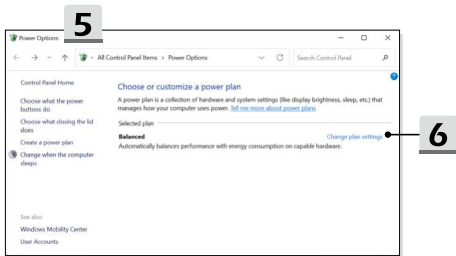 5
Power Options
All Control Panel Items > Power Options
Search Control Panel
Control Panel Home
Choose what the power
buttons do
Choose what closing the lid
does
Create a power plan
Change when the computer
sleeps
See also
Windows Mobility Center
User Accounts
Choose or customize a power plan
A power plan is a collection of hardware and system settings (like display brightness, sleep, etc.) that
manages how your computer uses power. Tell me more about power plans
Selected plan
Balanced
Change plan settings
Automatically balances performance with energy consumption on capable hardware.
6